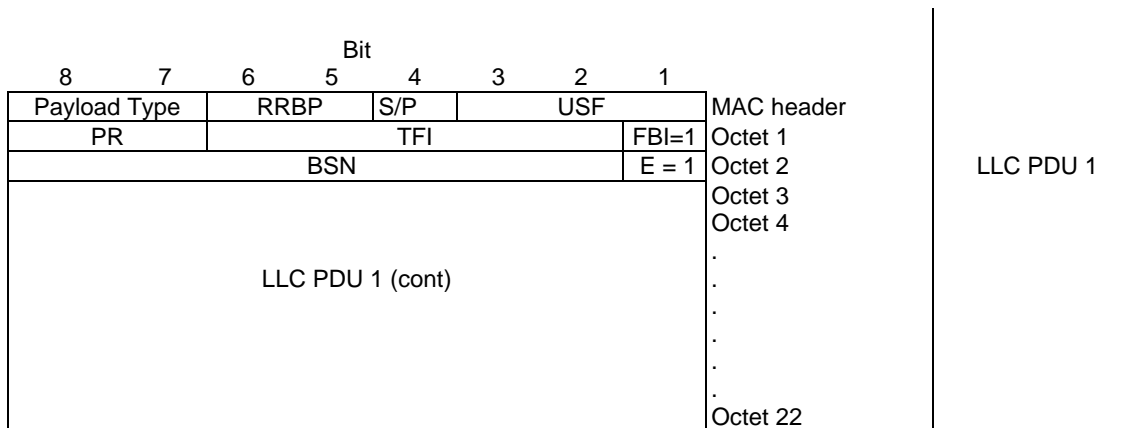 Bit
8 7 6 5 4 3 2 1
Payload Type RRBP S/P USF MAC header
PR TFI FBI=1 Octet 1
BSN E = 1 Octet 2 LLC PDU 1
Octet 3
Octet 4
.
LLC PDU 1 (cont) .
.
.
.
.
Octet 22